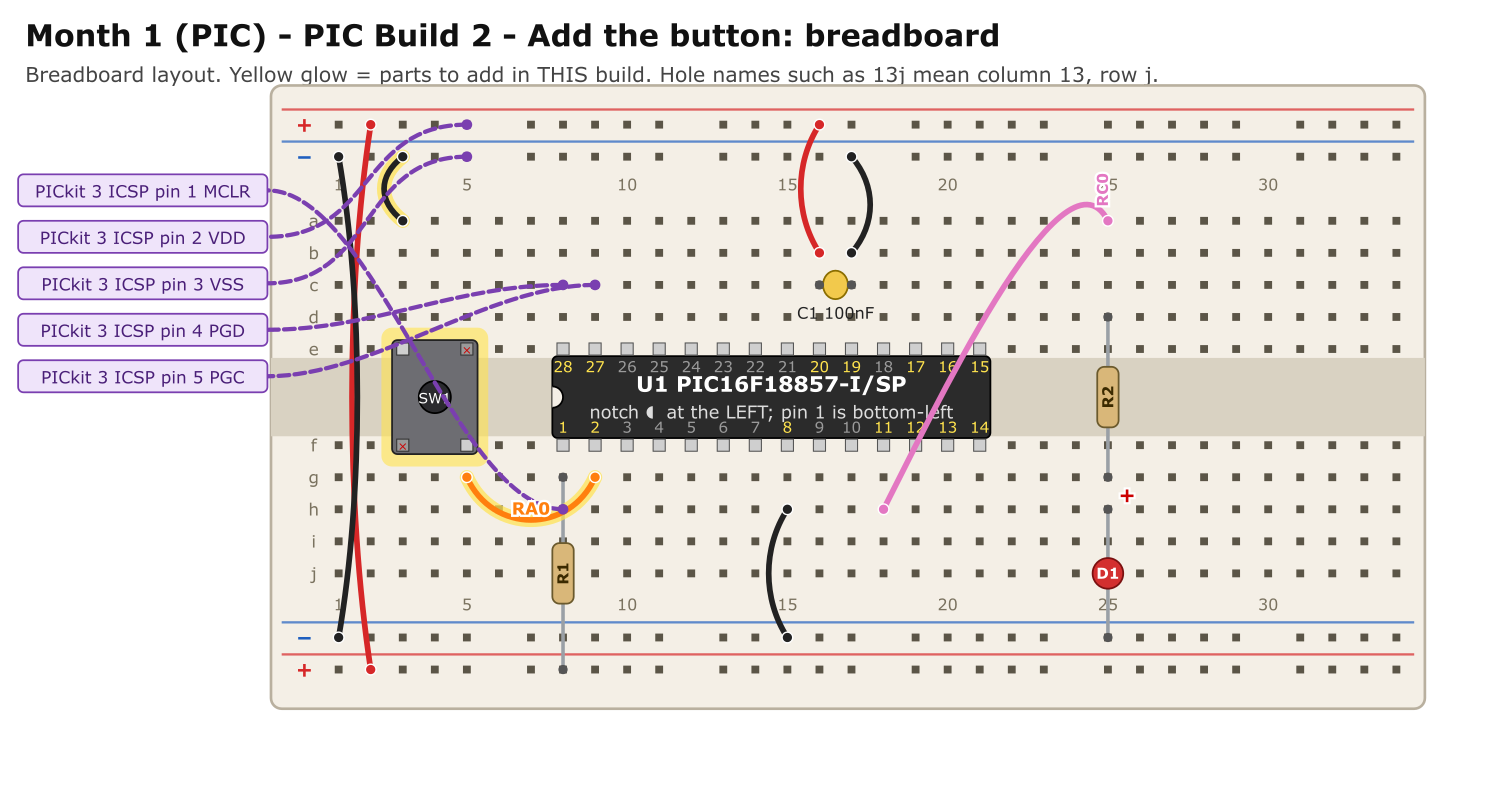 Month 1 (PIC) - PIC Build 2 - Add the button: breadboard
Breadboard layout. Yellow glow = parts to add in THIS build. Hole names such as 13j mean column 13, row j.
+
−
1 5 10 15 20 25 30
PICkit 3 ICSP pin 1 MCLR
PICkit 3 ICSP pin 2 VDD
PICkit 3 ICSP pin 3 VSS
PICkit 3 ICSP pin 4 PGD
PICkit 3 ICSP pin 5 PGC
RC0
a
b
c
d
e
C1 100nF
SW1
28 27 26 25 24 23 22 21 20 19 18 17 16 15
U1 PIC16F18857-I/SP
notch ◖ at the LEFT; pin 1 is bottom-left
1 2 3 4 5 6 7 8 9 10 11 12 13 14
R2
f
g
h
i
j
RA0
+
R1
D1
1 5 10 15 20 25 30
−
+